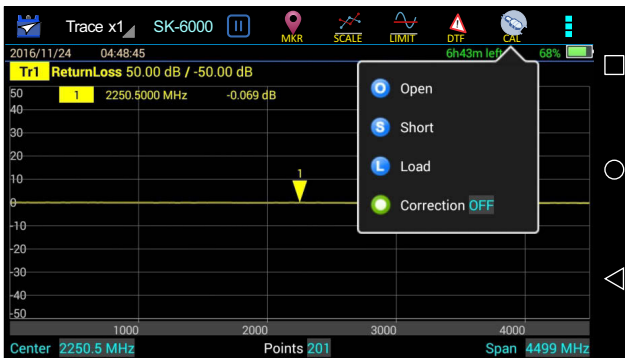 Trace x1 SK-6000
MKR SCALE LIMIT DTF CAL
2016/11/24 04:48:45 6h43m left 68%
Tr1 ReturnLoss 50.00 dB / -50.00 dB
1 2250.5000 MHz -0.069 dB
50
40
30
20
10
0
-10
-20
-30
-40
-50
1
O Open
S Short
L Load
Correction OFF
1000 2000 3000 4000
Center 2250.5 MHz Points 201 Span 4499 MHz